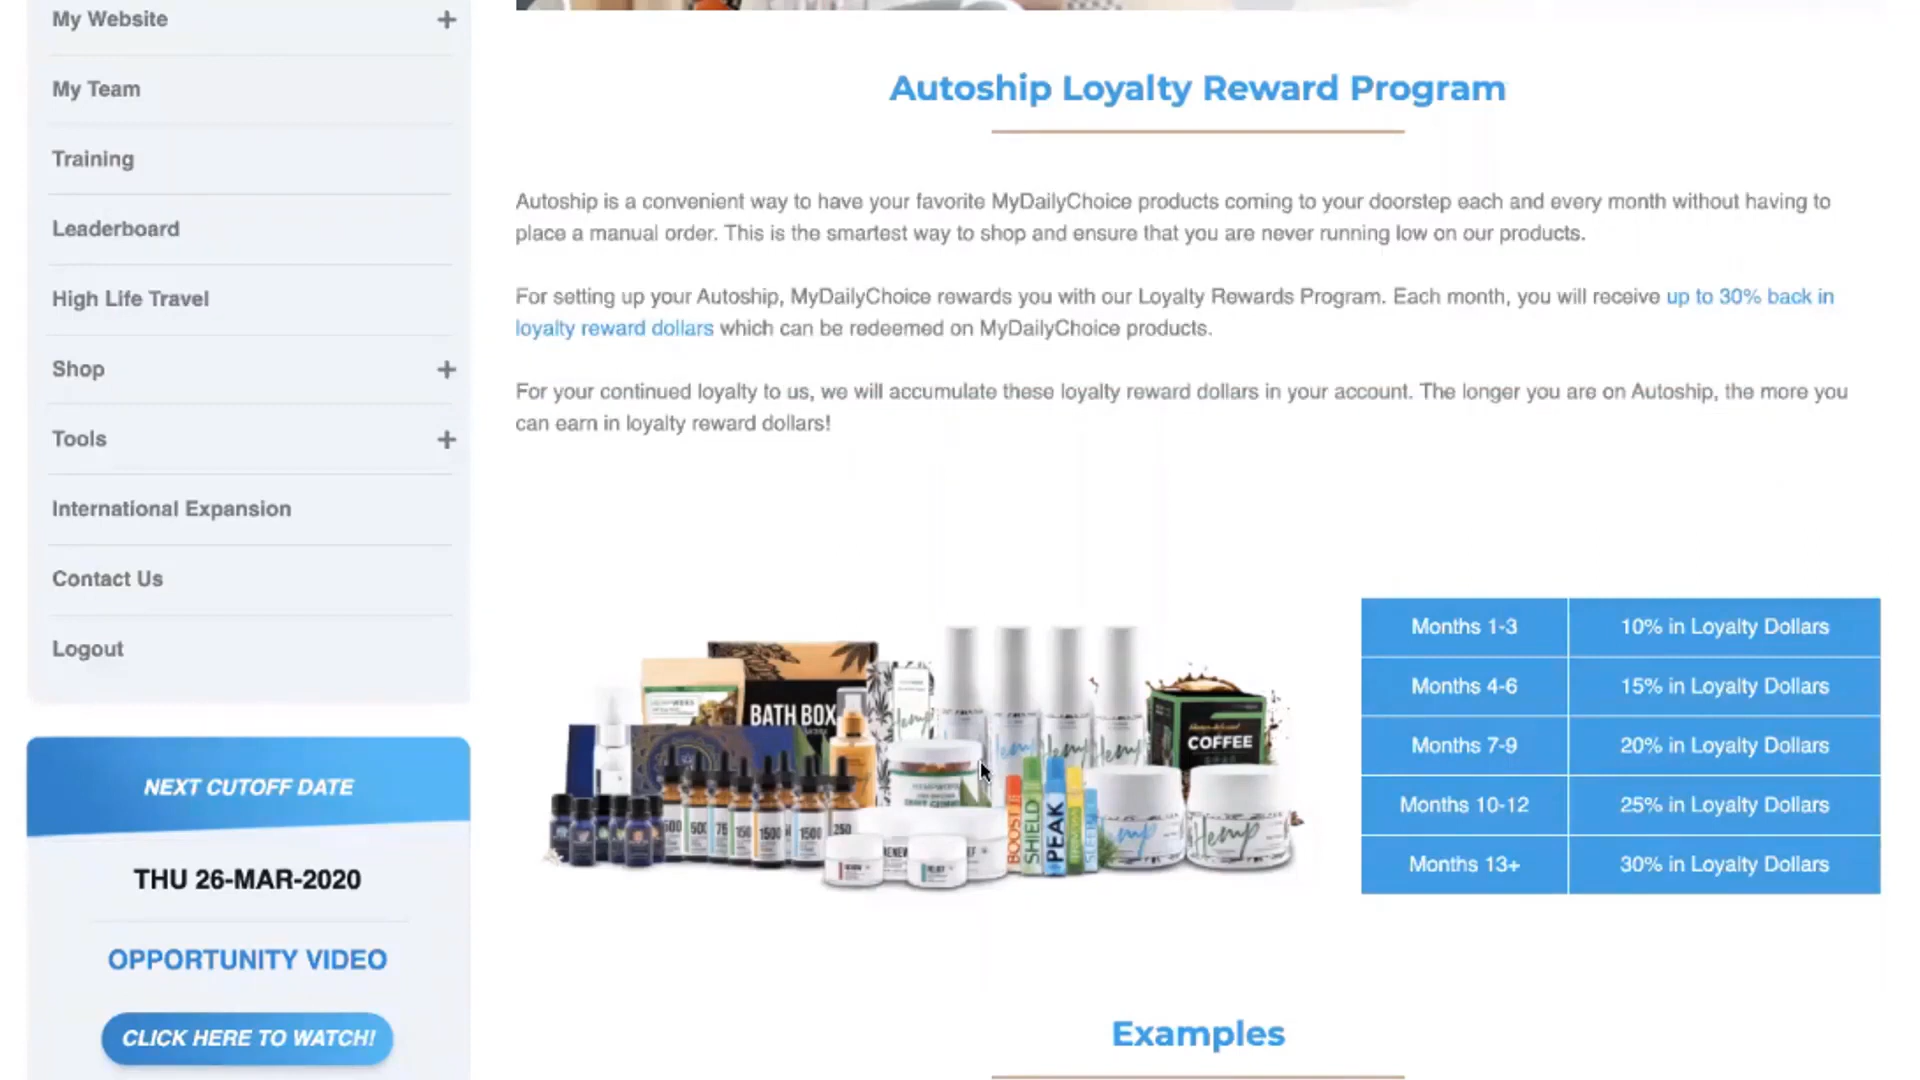 My Website
My Team
Training
Leaderboard
High Life Travel
Shop
Tools
International Expansion
Contact Us
Logout
NEXT CUTOFF DATE
THU 26-MAR-2020
OPPORTUNITY VIDEO
CLICK HERE TO WATCH!
Autoship Loyalty Reward Program
Autoship is a convenient way to have your favorite MyDailyChoice products coming to your doorstep each and every month without having to
place a manual order. This is the smartest way to shop and ensure that you are never running low on our products.
For setting up your Autoship, MyDailyChoice rewards you with our Loyalty Rewards Program. Each month, you will receive up to 30% back in
loyalty reward dollars which can be redeemed on MyDailyChoice products.
For your continued loyalty to us, we will accumulate these loyalty reward dollars in your account. The longer you are on Autoship, the more you
can earn in loyalty reward dollars!
BATH BOX
Hemp
COFFEE
500
750
1500
1500
250
BOOST
SHIELD
PEAK
SLEEP
Hemp
Months 1-3 10% in Loyalty Dollars
Months 4-6 15% in Loyalty Dollars
Months 7-9 20% in Loyalty Dollars
Months 10-12 25% in Loyalty Dollars
Months 13+ 30% in Loyalty Dollars
Examples